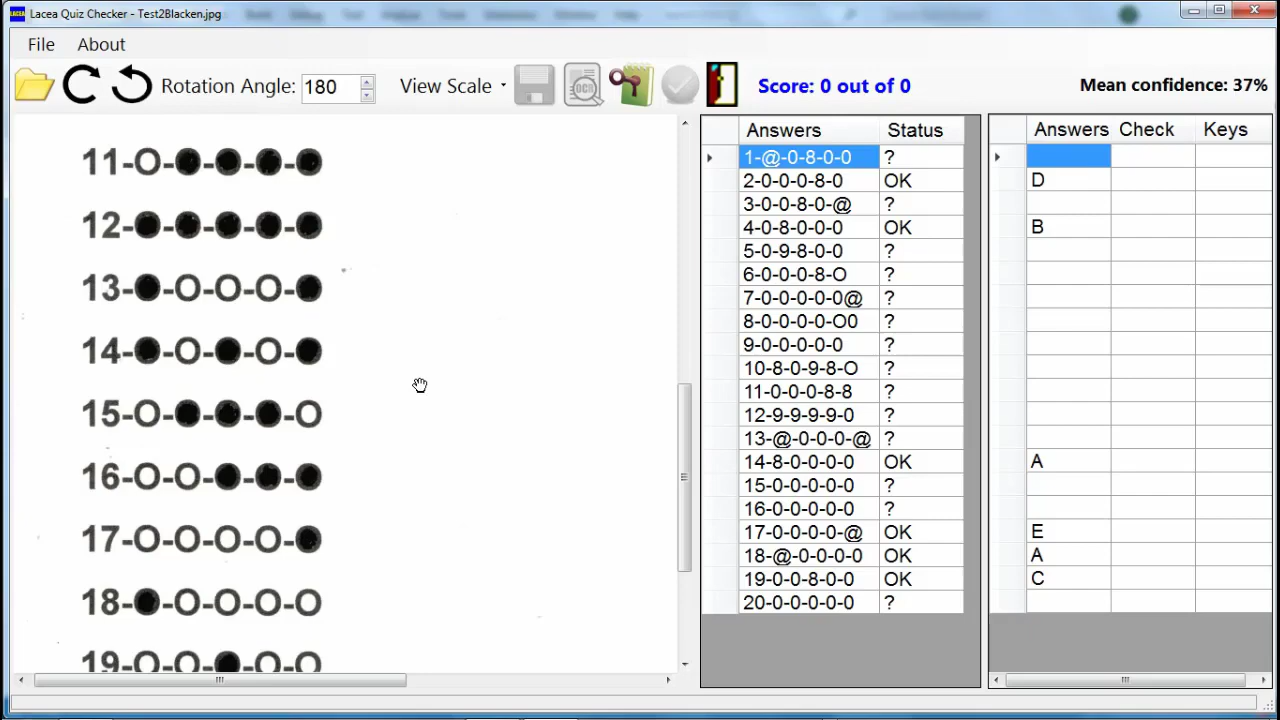 Lacea Quiz Checker - Test2Blacken.jpg
File About
Rotation Angle: 180 View Scale Score: 0 out of 0 Mean confidence: 37%
11-O-●-●-●-●
12-●-●-●-●-●
13-●-O-O-O-●
14-●-O-●-O-●
15-O-●-●-●-O
16-O-O-●-●-●
17-O-O-O-O-●
18-●-O-O-O-O
19-O-O-●-O-O
Answers Status
1-@-0-8-0-0 ?
2-0-0-0-8-0 OK
3-0-0-8-0-@ ?
4-0-8-0-0-0 OK
5-0-9-8-0-0 ?
6-0-0-0-8-O ?
7-0-0-0-0-0@ ?
8-0-0-0-0-O0 ?
9-0-0-0-0-0 ?
10-8-0-9-8-O ?
11-0-0-0-8-8 ?
12-9-9-9-9-0 ?
13-@-0-0-0-@ ?
14-8-0-0-0-0 OK
15-0-0-0-0-0 ?
16-0-0-0-0-0 ?
17-0-0-0-0-@ OK
18-@-0-0-0-0 OK
19-0-0-8-0-0 OK
20-0-0-0-0-0 ?
Answers Check Keys
D
B
A
E
A
C